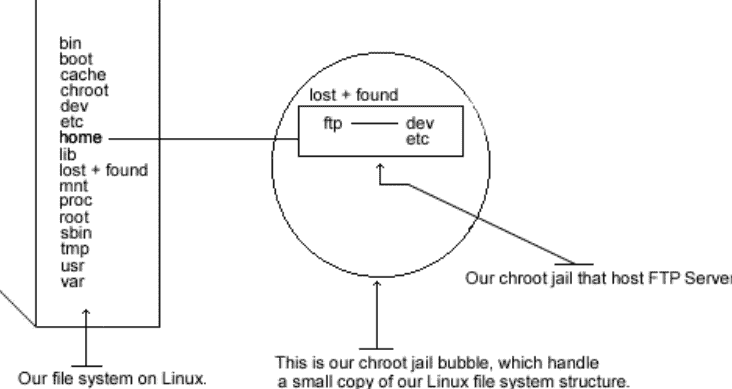 bin
boot
cache
chroot
dev
etc
home
lib
lost + found
mnt
proc
root
sbin
tmp
usr
var
Our file system on Linux.
lost + found
ftp dev
etc
Our chroot jail that host FTP Server
This is our chroot jail bubble, which handle
a small copy of our Linux file system structure.